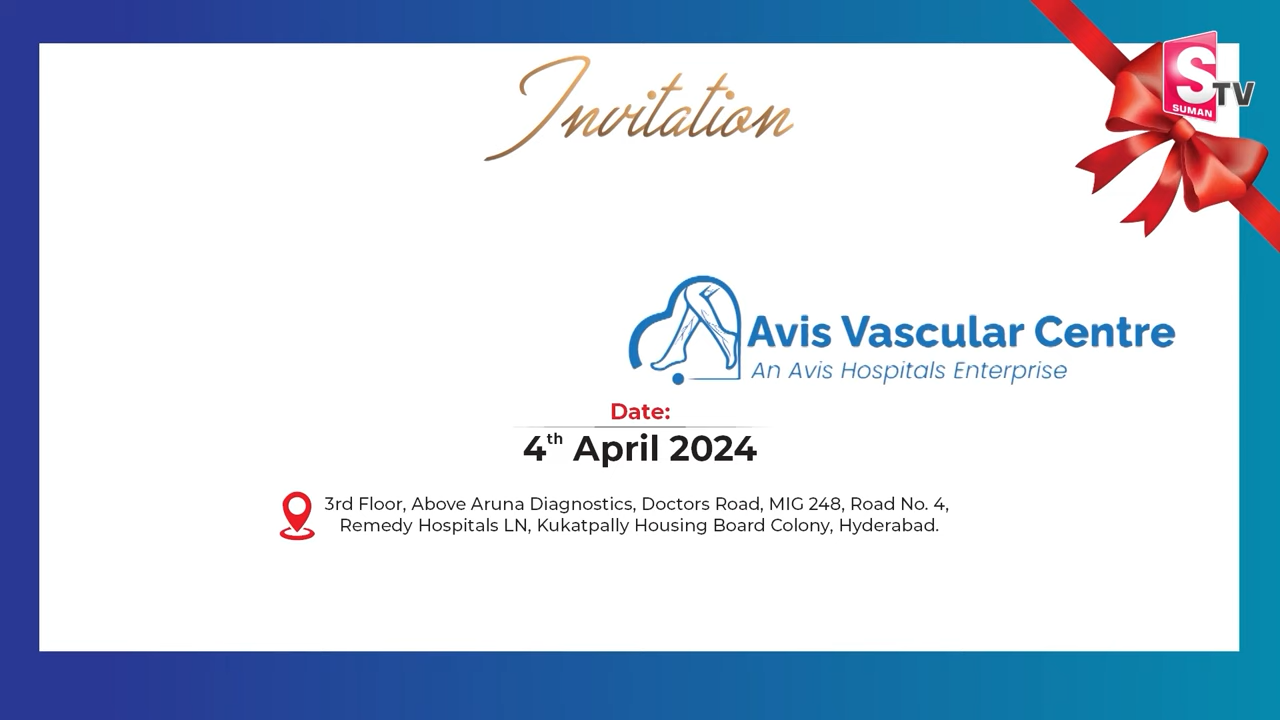 Invitation
S
TV
SUMAN
Avis Vascular Centre
An Avis Hospitals Enterprise
Date:
4th April 2024
3rd Floor, Above Aruna Diagnostics, Doctors Road, MIG 248, Road No. 4,
Remedy Hospitals LN, Kukatpally Housing Board Colony, Hyderabad.